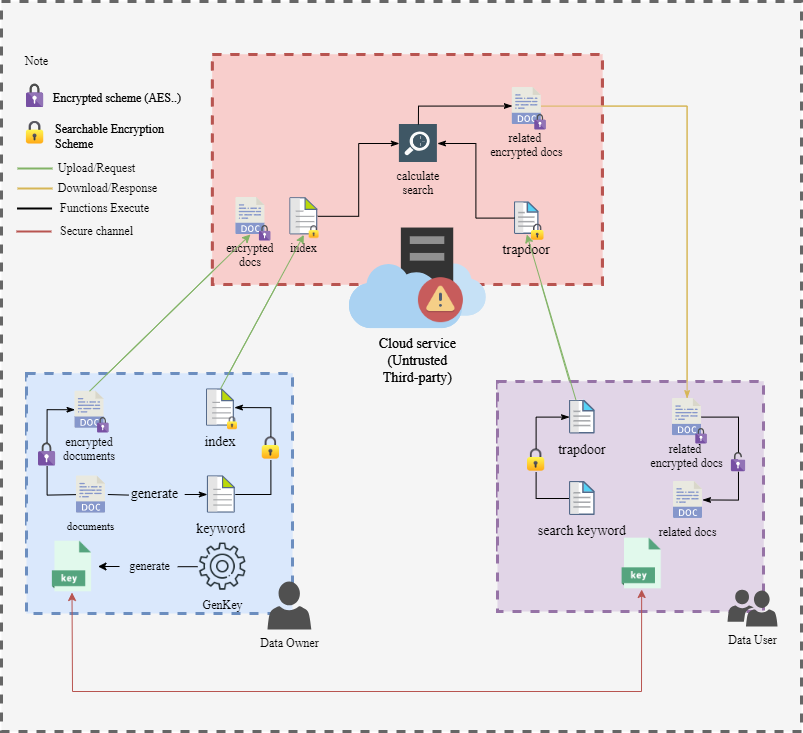 Note
Encrypted scheme (AES..)
Searchable Encryption
Scheme
Upload/Request
Download/Response
Functions Execute
Secure channel
DOC
related
encrypted docs
calculate
search
DOC
encrypted
docs
index
trapdoor
Cloud service
(Untrusted
Third-party)
DOC
encrypted
documents
index
DOC
documents
generate
keyword
key
generate
GenKey
Data Owner
trapdoor
DOC
related
encrypted docs
search keyword
DOC
related docs
key
Data User